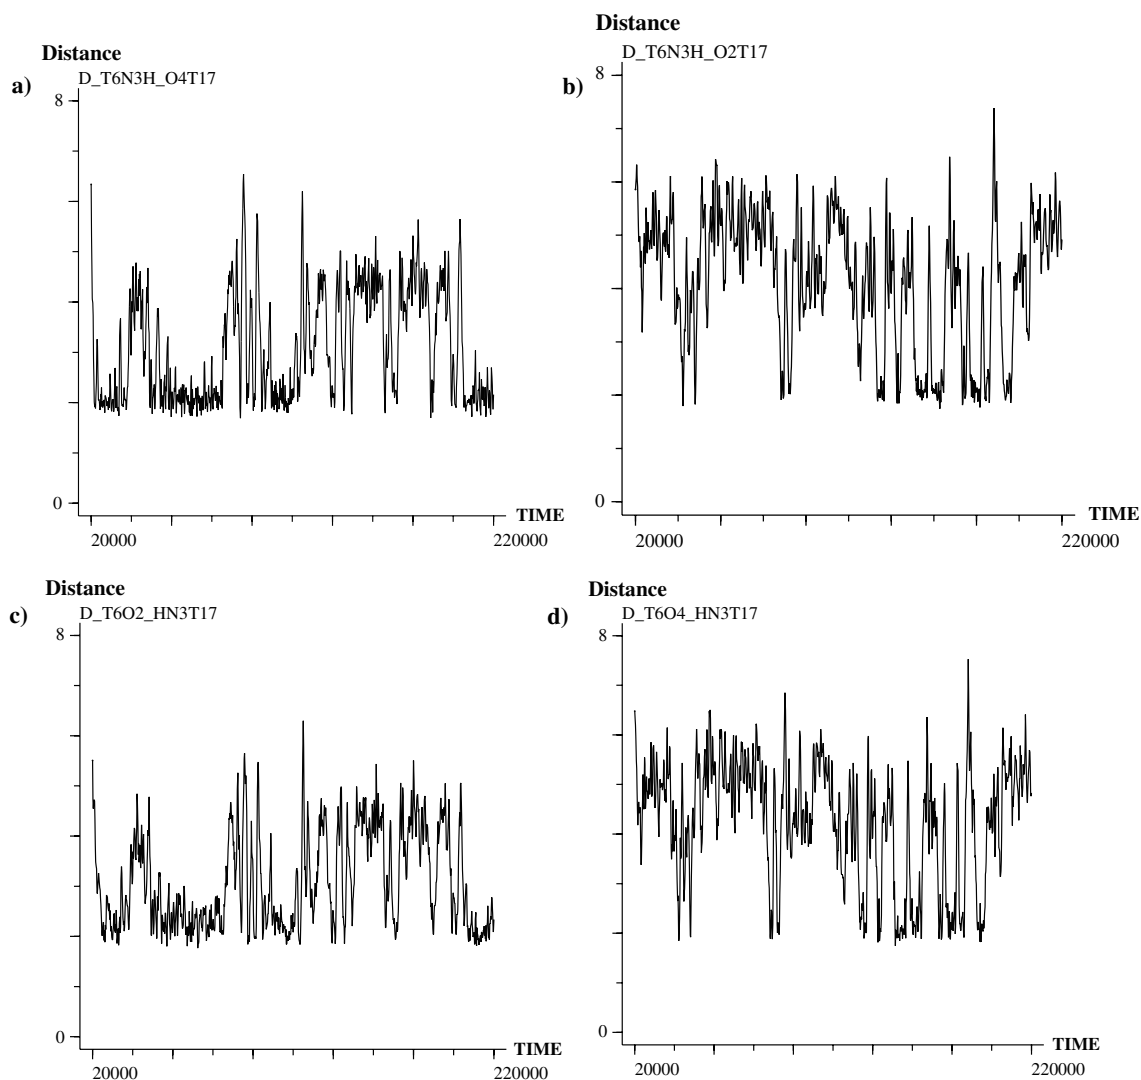 Distance
a)
D_T6N3H_O4T17
8
0
TIME
20000
220000
Distance
b)
D_T6N3H_O2T17
8
0
TIME
20000
220000
Distance
c)
D_T6O2_HN3T17
8
0
TIME
20000
220000
Distance
d)
D_T6O4_HN3T17
8
0
TIME
20000
220000